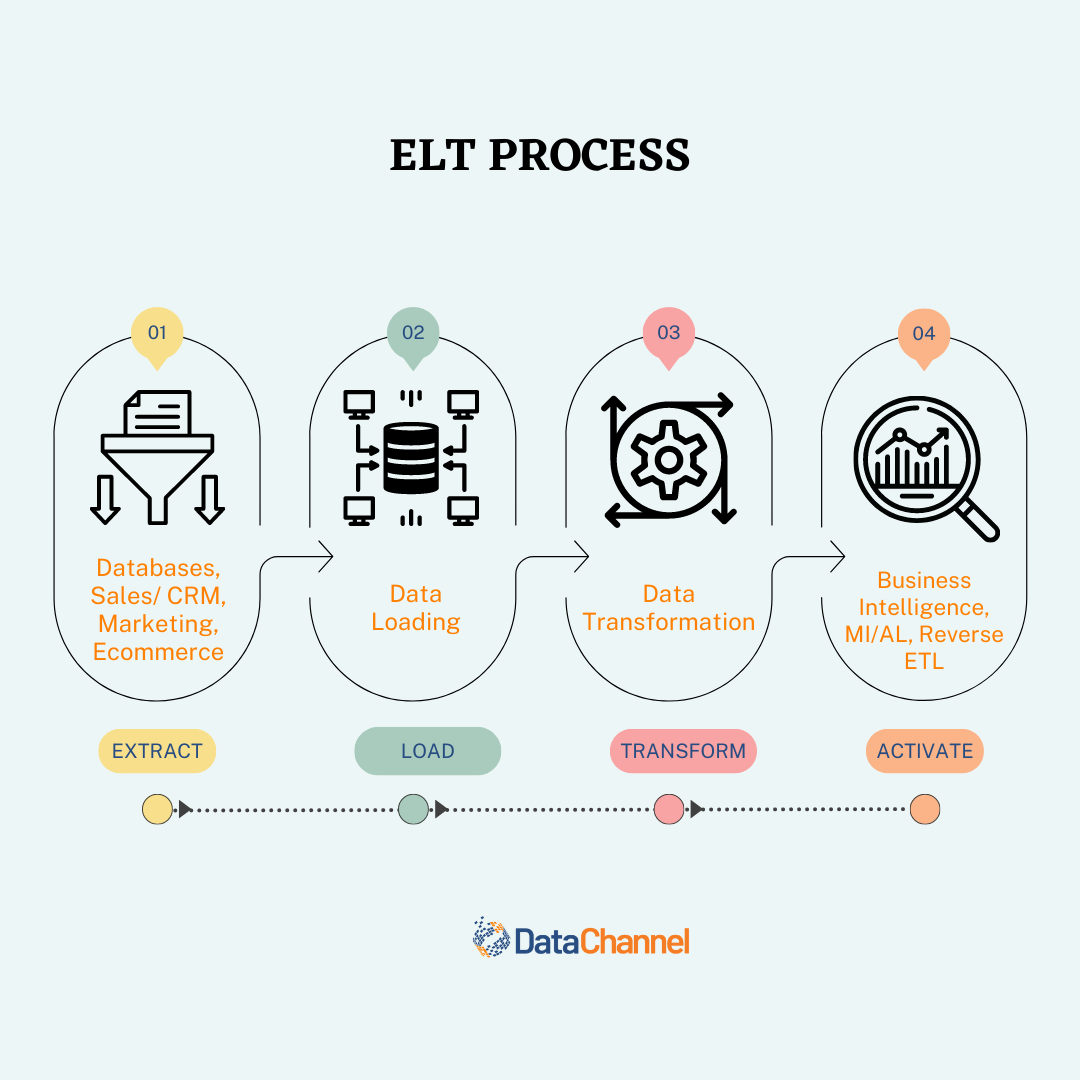 ELT PROCESS
01
02
03
04
Databases,
Sales/ CRM,
Marketing,
Ecommerce
Data
Loading
Data
Transformation
Business
Intelligence,
MI/AL, Reverse
ETL
EXTRACT
LOAD
TRANSFORM
ACTIVATE
DataChannel